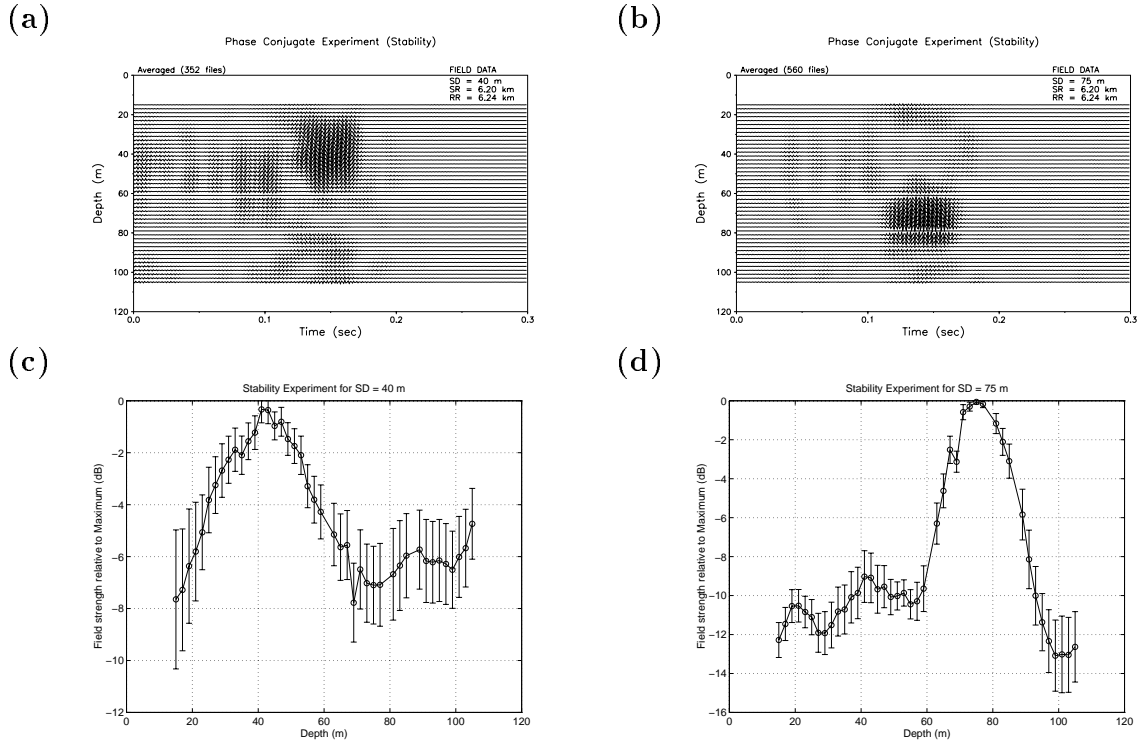 (a)
Phase Conjugate Experiment (Stability)
Averaged (352 files)
FIELD DATA
SD = 40 m
SR = 6.20 km
RR = 6.24 km
0
20
40
60
80
100
120
Depth (m)
0.0
0.1
0.2
0.3
Time (sec)
(b)
Phase Conjugate Experiment (Stability)
Averaged (560 files)
FIELD DATA
SD = 75 m
SR = 6.20 km
RR = 6.24 km
0
20
40
60
80
100
120
Depth (m)
0.0
0.1
0.2
0.3
Time (sec)
(c)
Stability Experiment for SD = 40 m
0
−2
−4
−6
−8
−10
−12
Field strength relative to Maximum (dB)
0
20
40
60
80
100
120
Depth (m)
(d)
Stability Experiment for SD = 75 m
0
−2
−4
−6
−8
−10
−12
−14
−16
Field strength relative to Maximum (dB)
0
20
40
60
80
100
120
Depth (m)